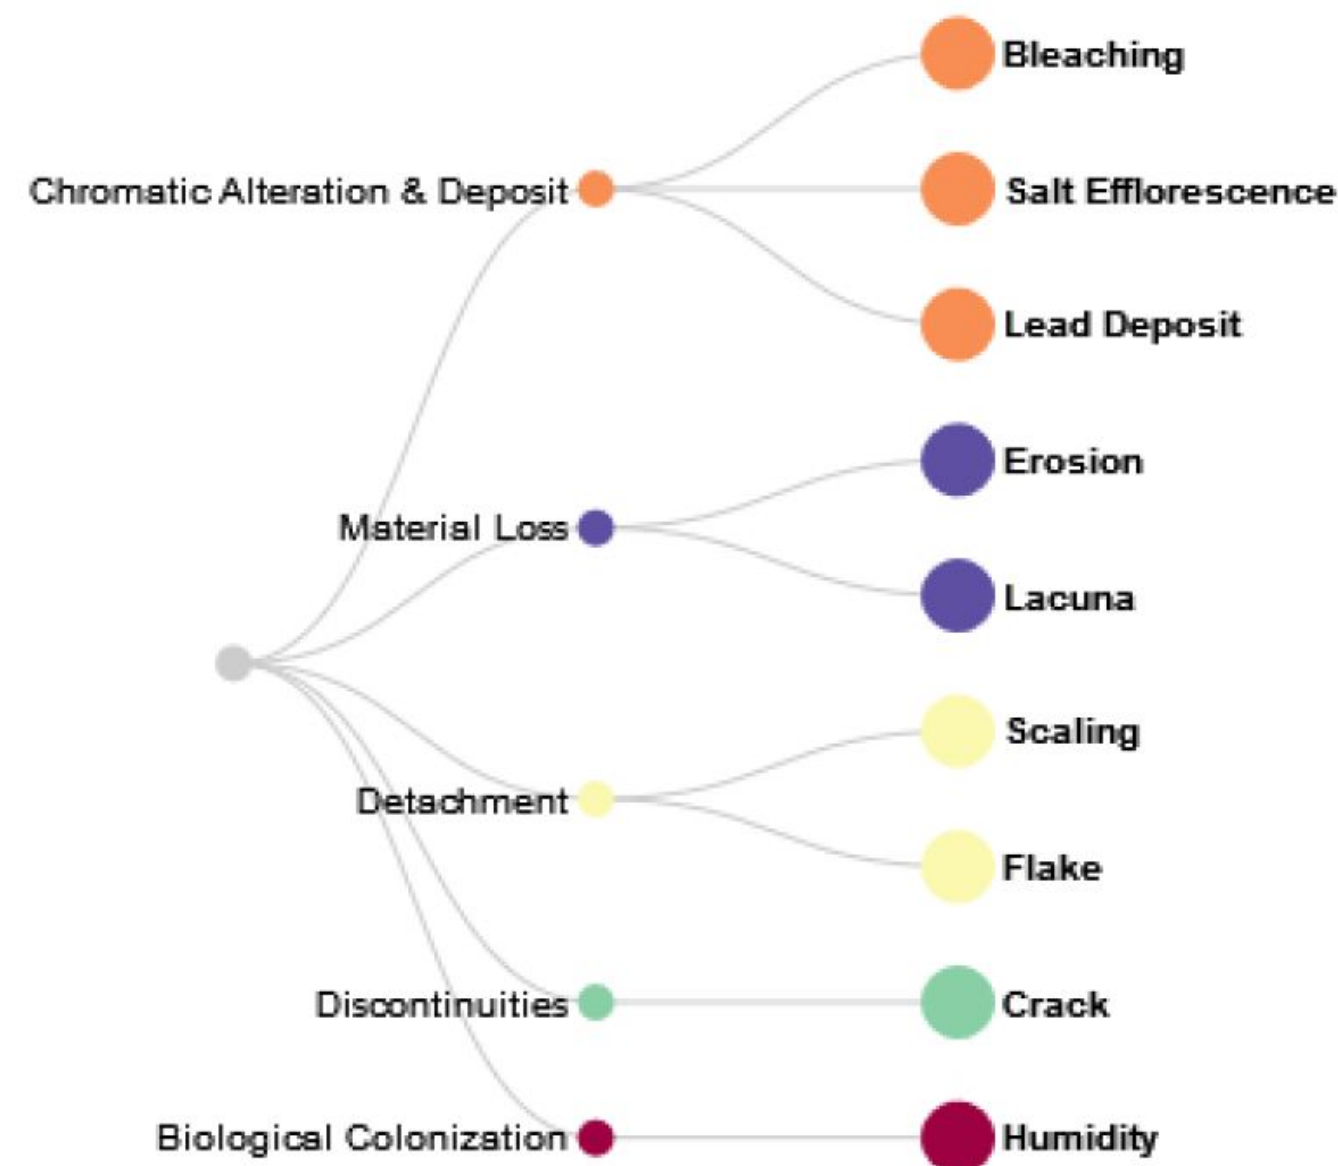 Bleaching
Chromatic Alteration & Deposit
Salt Efflorescence
Lead Deposit
Erosion
Material Loss
Lacuna
Scaling
Detachment
Flake
Discontinuities
Crack
Biological Colonization
Humidity